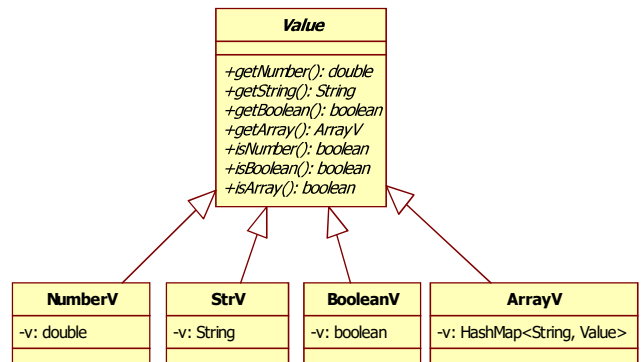 Value
+getNumber(): double
+getString(): String
+getBoolean(): boolean
+getArray(): ArrayV
+isNumber(): boolean
+isBoolean(): boolean
+isArray(): boolean
NumberV
-v: double
StrV
-v: String
BooleanV
-v: boolean
ArrayV
-v: HashMap<String, Value>